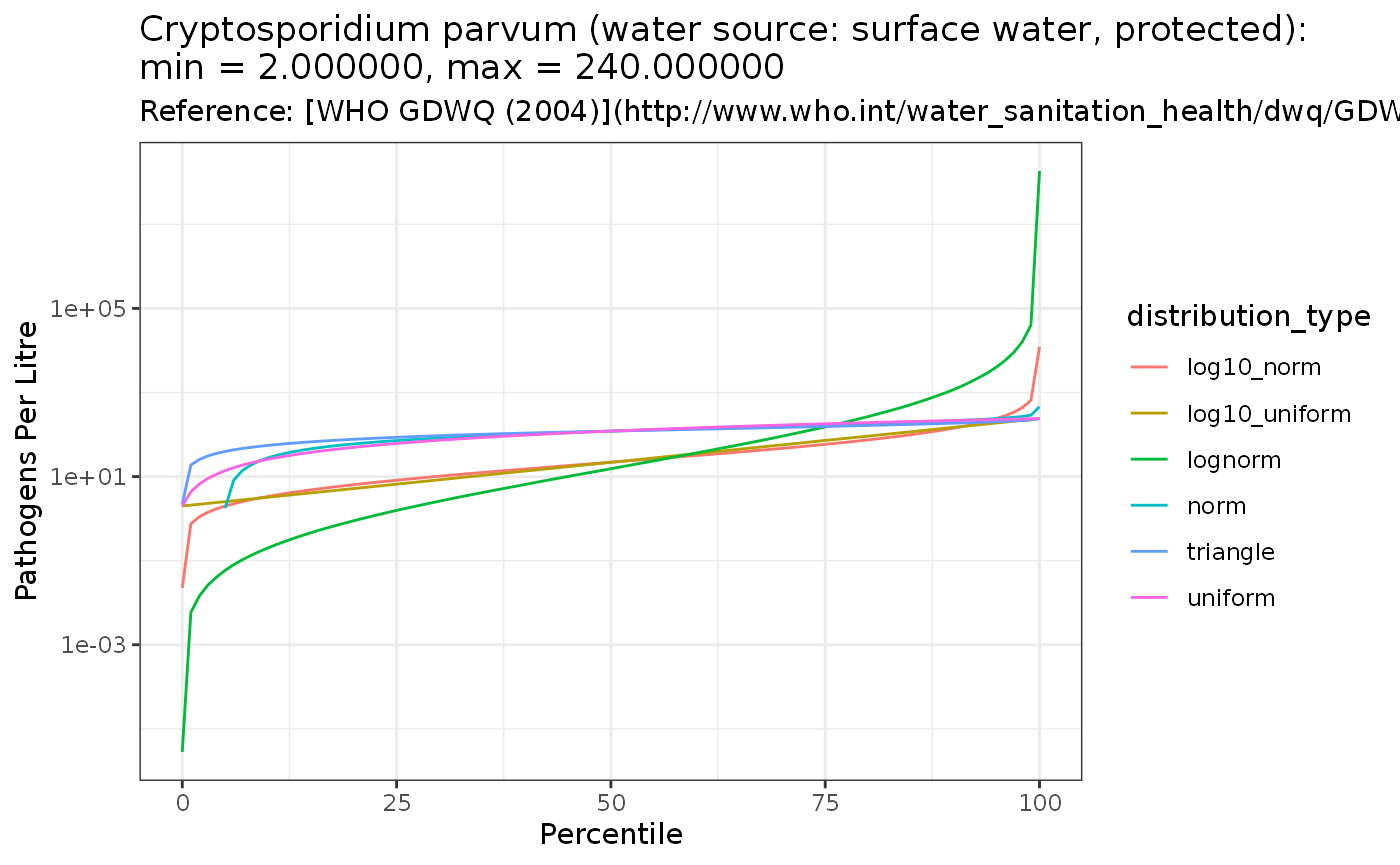 Cryptosporidium parvum (water source: surface water, protected):
min = 2.000000, max = 240.000000
Reference: [WHO GDWQ (2004)](http://www.who.int/water_sanitation_health/dwq/GDW
Pathogens Per Litre
1e+05
1e+01
1e-03
0 25 50 75 100
Percentile
distribution_type
log10_norm
log10_uniform
lognorm
norm
triangle
uniform